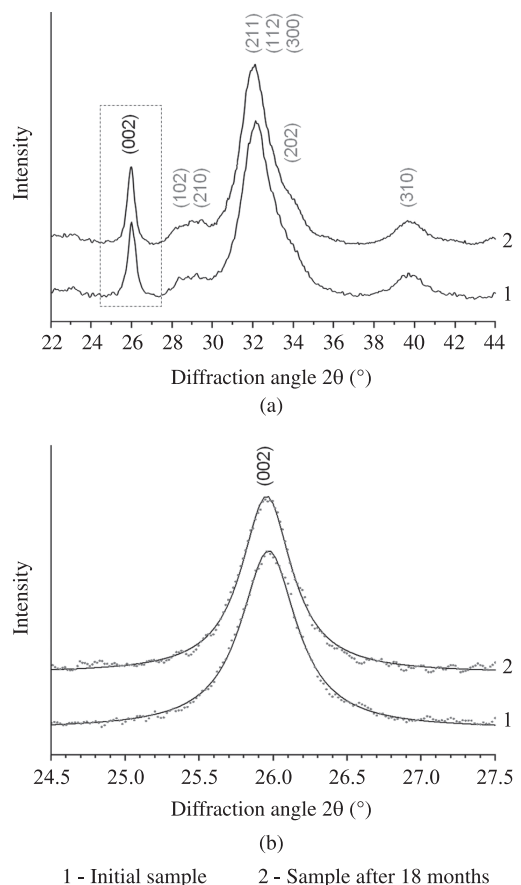 (211)
(112)
(300)
(002)
(102)
(210)
(202)
(310)
Intensity
2
1
22 24 26 28 30 32 34 36 38 40 42 44
Diffraction angle 2θ (°)
(a)
(002)
Intensity
2
1
24.5 25.0 25.5 26.0 26.5 27.0 27.5
Diffraction angle 2θ (°)
(b)
1 - Initial sample 2 - Sample after 18 months